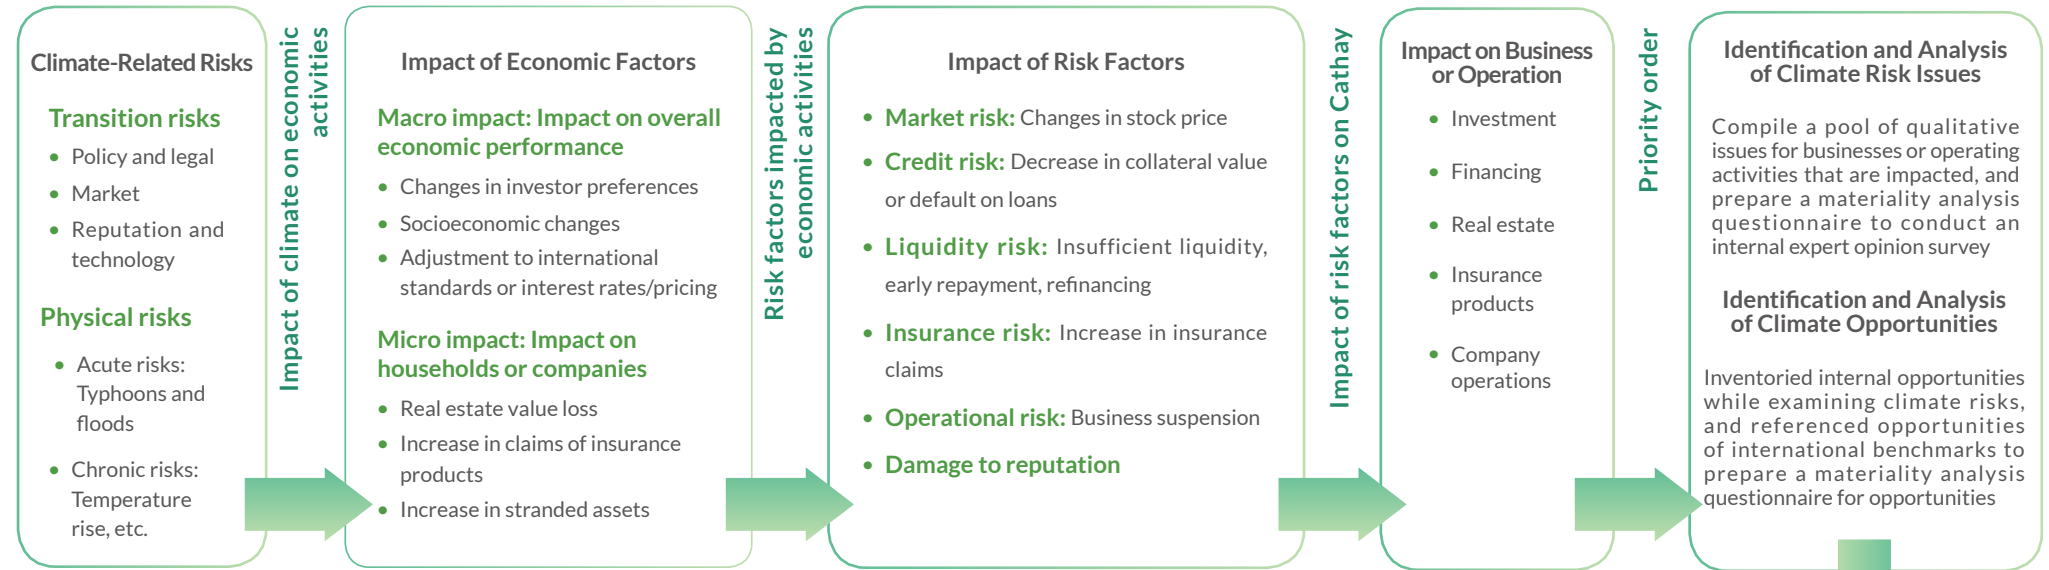 Climate-Related Risks
Transition risks
• Policy and legal
• Market
• Reputation and
technology
Physical risks
• Acute risks:
Typhoons and
floods
• Chronic risks:
Temperature
rise, etc.
Impact of climate on economic
activities
Impact of Economic Factors
Macro impact: Impact on overall
economic performance
• Changes in investor preferences
• Socioeconomic changes
• Adjustment to international
standards or interest rates/pricing
Micro impact: Impact on
households or companies
• Real estate value loss
• Increase in claims of insurance
products
• Increase in stranded assets
Risk factors impacted by
economic activities
Impact of Risk Factors
• Market risk: Changes in stock price
• Credit risk: Decrease in collateral value
or default on loans
• Liquidity risk: Insufficient liquidity,
early repayment, refinancing
• Insurance risk: Increase in insurance
claims
• Operational risk: Business suspension
• Damage to reputation
Impact of risk factors on Cathay
Impact on Business
or Operation
• Investment
• Financing
• Real estate
• Insurance
products
• Company
operations
Priority order
Identification and Analysis
of Climate Risk Issues
Compile a pool of qualitative
issues for businesses or operating
activities that are impacted, and
prepare a materiality analysis
questionnaire to conduct an
internal expert opinion survey
Identification and Analysis
of Climate Opportunities
Inventoried internal opportunities
while examining climate risks,
and referenced opportunities
of international benchmarks to
prepare a materiality analysis
questionnaire for opportunities